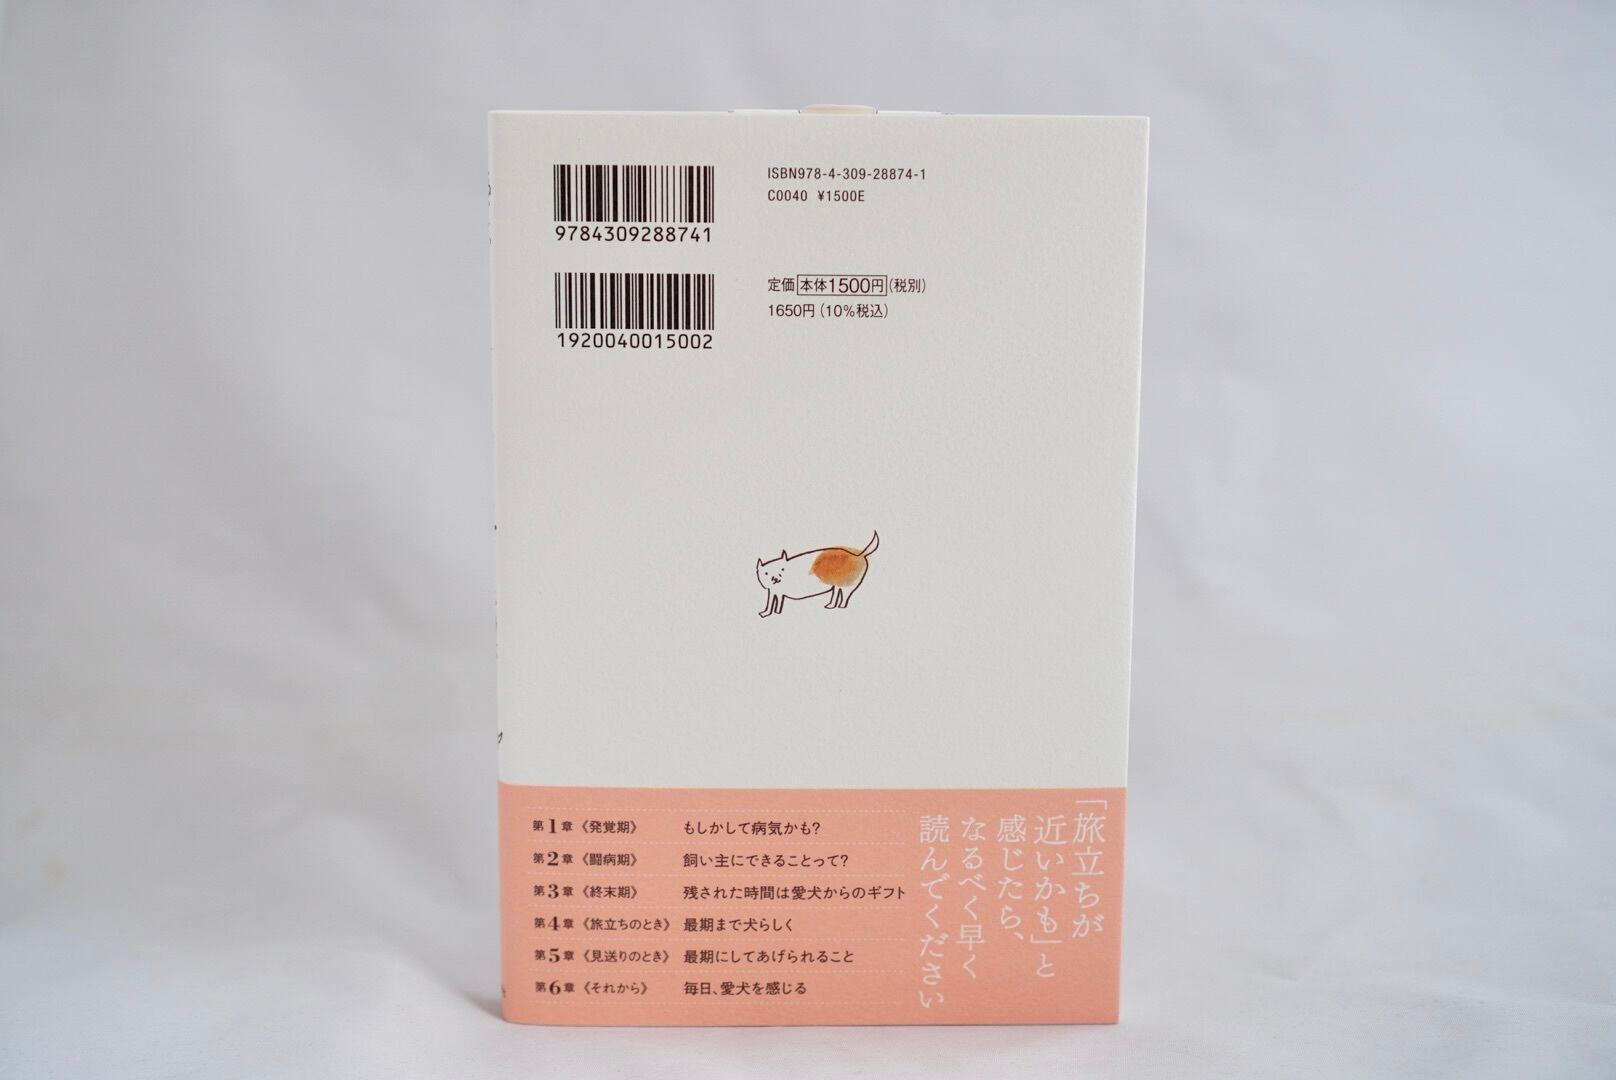 ISBN978-4-309-28874-1
C0040 ¥1500E
9784309288741
定価 本体1500円(税別)
1650円(10%税込)
1920040015002
第1章《発覚期》 もしかして病気かも?
第2章《闘病期》 飼い主にできることって?
第3章《終末期》 残された時間は愛犬からのギフト
第4章《旅立ちのとき》 最期まで犬らしく
第5章《見送りのとき》 最期にしてあげられること
第6章《それから》 毎日、愛犬を感じる
「旅立ちが
近いかも」と
感じたら、
なるべく早く
読んでください